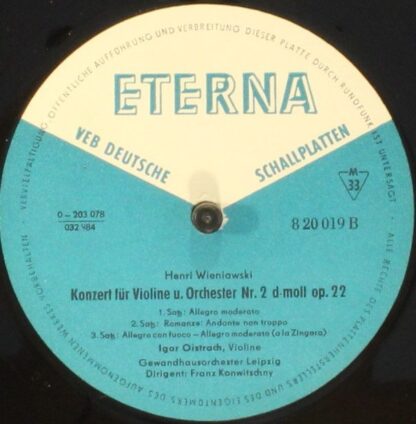 VERVIELFÄLTIGUNG, ÖFFENTLICHE AUFFÜHRUNG UND VERBREITUNG DIESER PLATTE DURCH RUNDFUNK IST UNTERSAGT • ALLE RECHTE DES PLATTENHERSTELLERS UND DES EIGENTÜMERS DES AUFGENOMMENEN WERKES VORBEHALTEN •
ETERNA
VEB DEUTSCHE SCHALLPLATTEN
M
33
0-203 078
032 484
8 20 019 B
Henri Wieniawski
Konzert für Violine u. Orchester Nr. 2 d-moll op. 22
1. Satz: Allegro moderato
2. Satz: Romanze: Andante non troppo
3. Satz: Allegro con fuoco - Allegro moderato (a la Zingara)
Igor Oistrach, Violine
Gewandhausorchester Leipzig
Dirigent: Franz Konwitschny